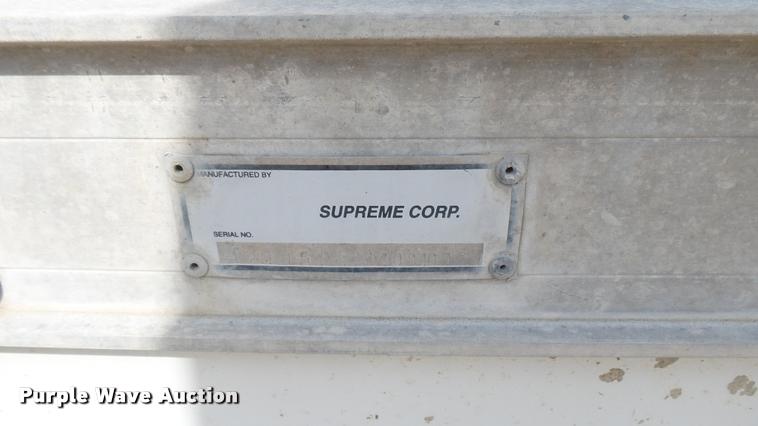 MANUFACTURED BY
SUPREME CORP.
SERIAL NO.
Purple Wave Auction